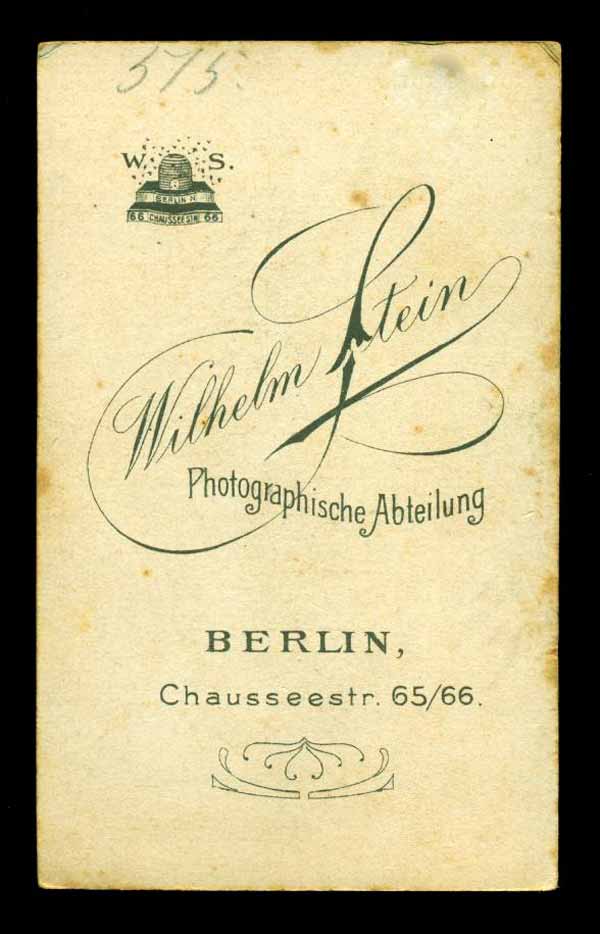 575.
W. S.
BERLIN N
66 CHAUSSEESTR 66
Wilhelm Stein
Photographische Abteilung
BERLIN,
Chausseestr. 65/66.